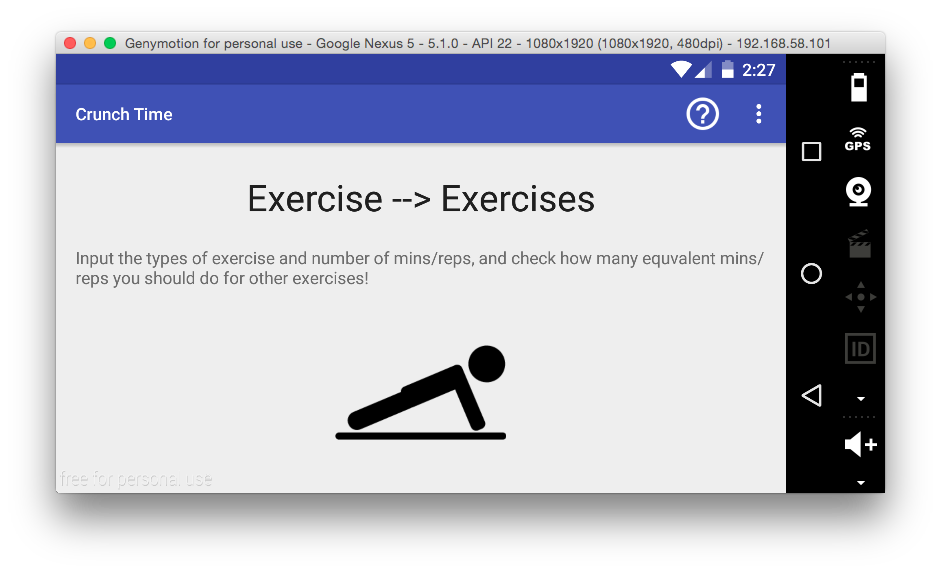 Genymotion for personal use - Google Nexus 5 - 5.1.0 - API 22 - 1080x1920 (1080x1920, 480dpi) - 192.168.58.101
2:27
Crunch Time
?
GPS
Exercise --> Exercises
Input the types of exercise and number of mins/reps, and check how many equvalent mins/
reps you should do for other exercises!
ID
free for personal use